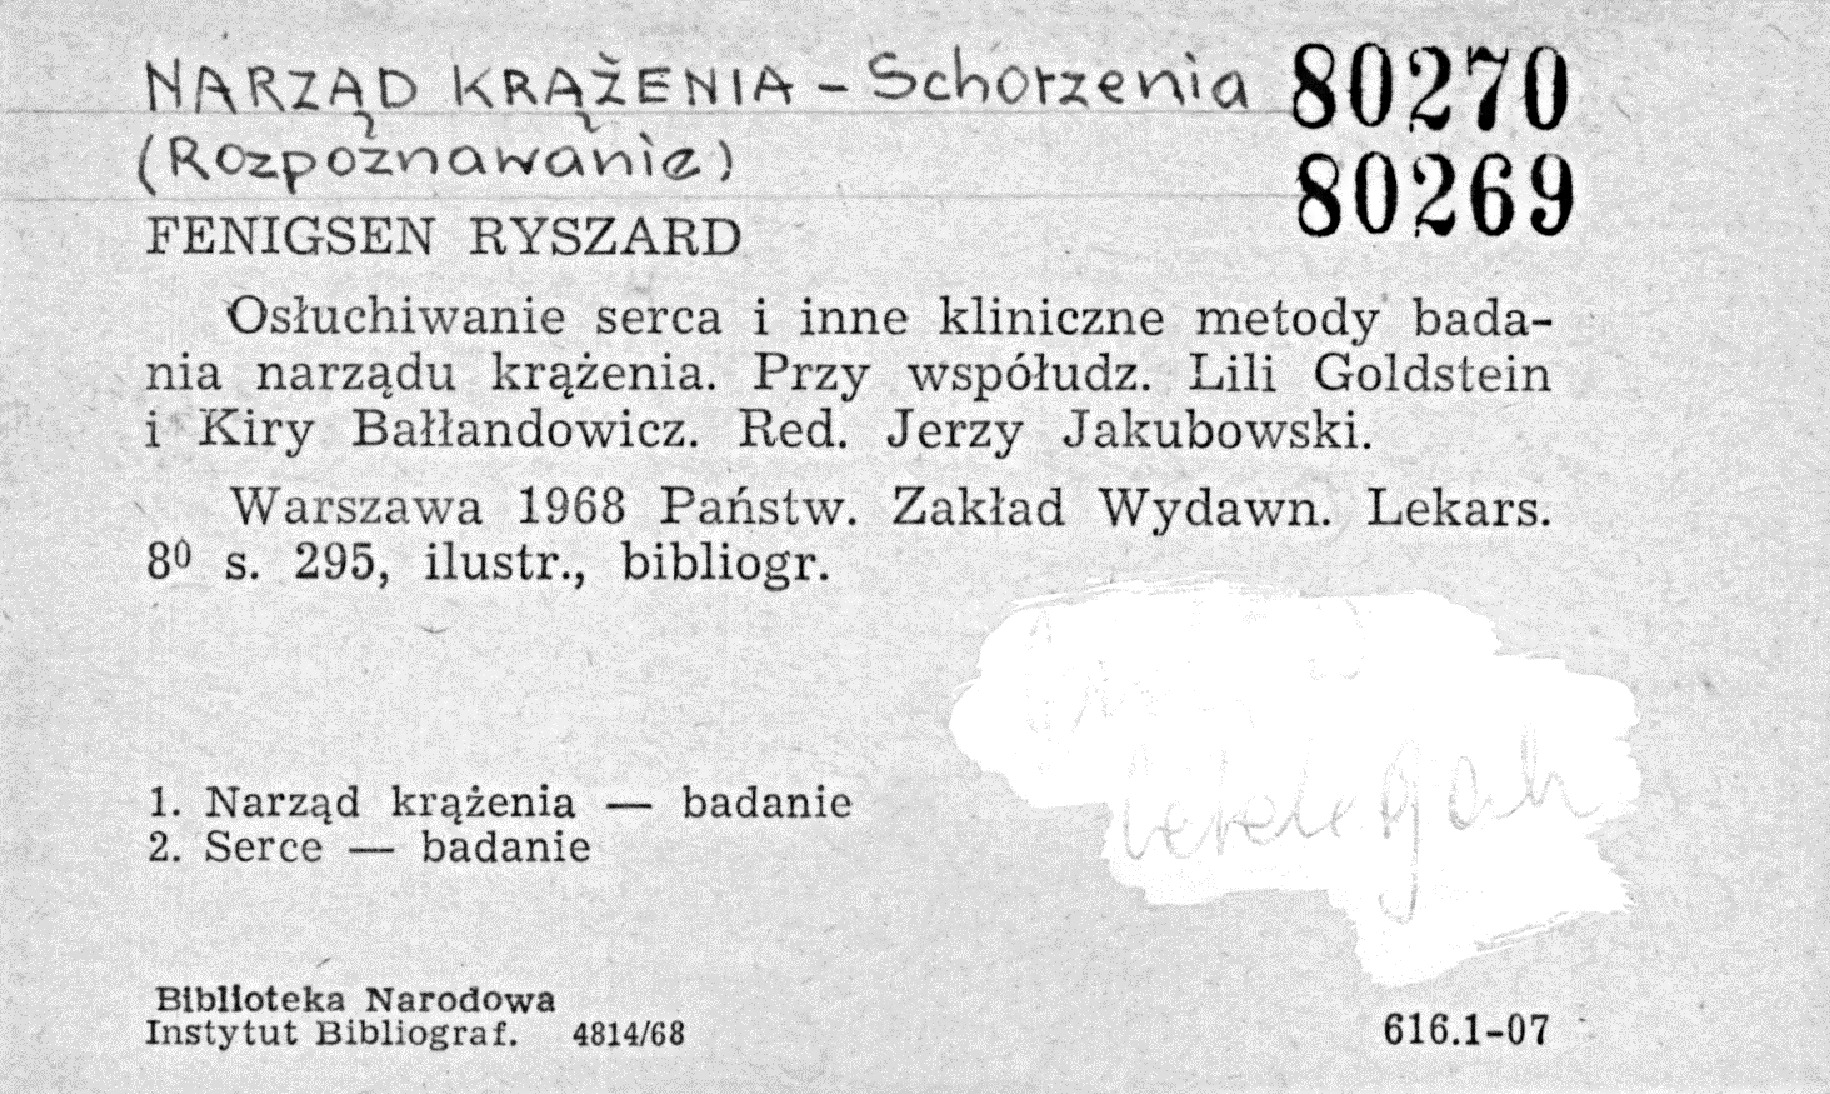 NARZĄD KRĄŻENIA – Schorzenia 80270
(Rozpoznawanie) 80269
FENIGSEN RYSZARD
Osłuchiwanie serca i inne kliniczne metody bada-
nia narządu krążenia. Przy współudz. Lili Goldstein
i Kiry Bałłandowicz. Red. Jerzy Jakubowski.
Warszawa 1968 Państw. Zakład Wydawn. Lekars.
8⁰ s. 295, ilustr., bibliogr.
1. Narząd krążenia — badanie
2. Serce — badanie
Biblioteka Narodowa
Instytut Bibliograf. 4814/68 616.1-07